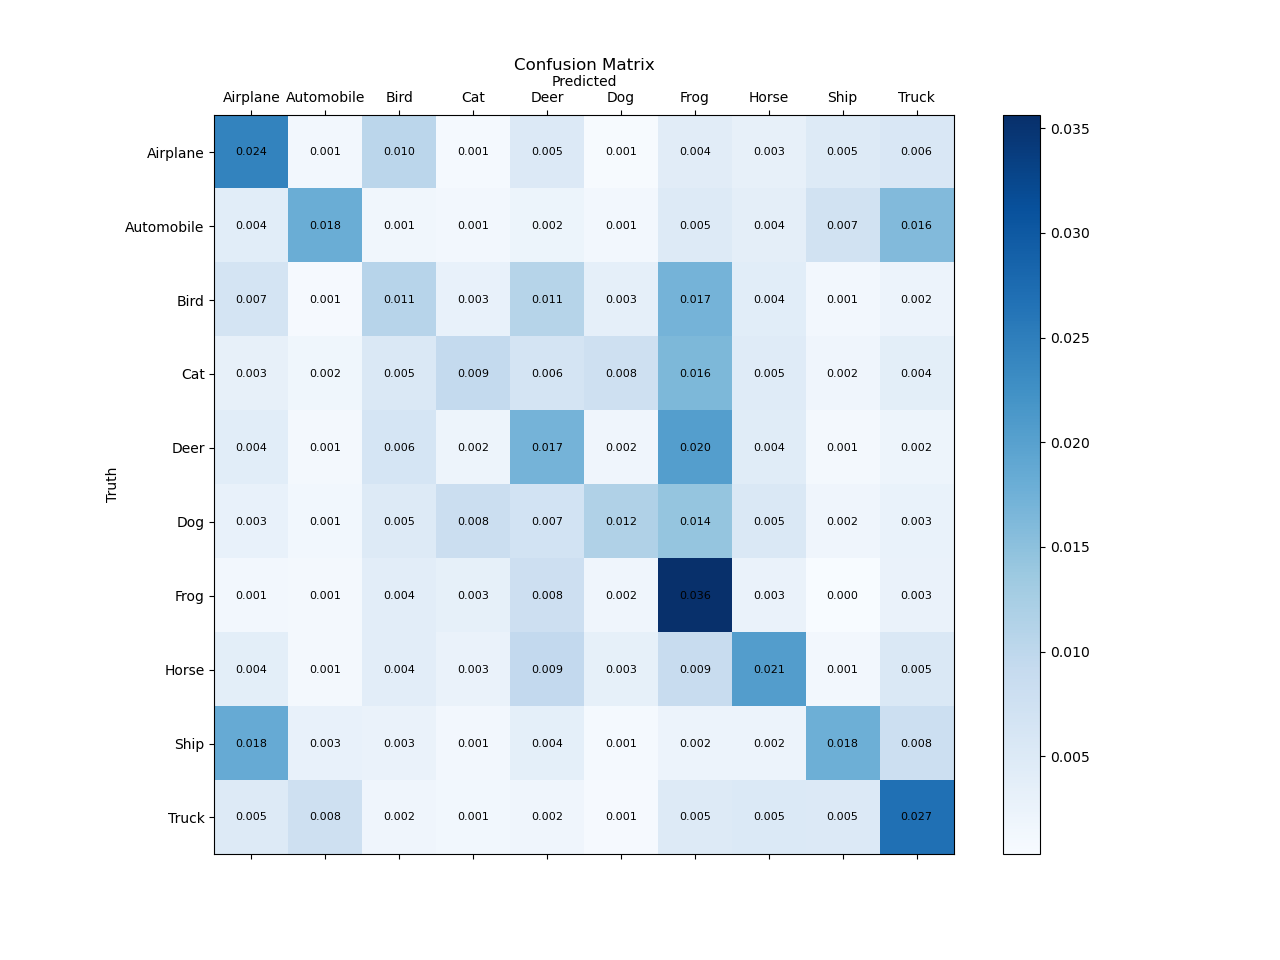 Confusion Matrix
Predicted
Airplane Automobile Bird Cat Deer Dog Frog Horse Ship Truck
Airplane 0.024 0.001 0.010 0.001 0.005 0.001 0.004 0.003 0.005 0.006
Automobile 0.004 0.018 0.001 0.001 0.002 0.001 0.005 0.004 0.007 0.016
Bird 0.007 0.001 0.011 0.003 0.011 0.003 0.017 0.004 0.001 0.002
Cat 0.003 0.002 0.005 0.009 0.006 0.008 0.016 0.005 0.002 0.004
Deer 0.004 0.001 0.006 0.002 0.017 0.002 0.020 0.004 0.001 0.002
Truth
Dog 0.003 0.001 0.005 0.008 0.007 0.012 0.014 0.005 0.002 0.003
Frog 0.001 0.001 0.004 0.003 0.008 0.002 0.036 0.003 0.000 0.003
Horse 0.004 0.001 0.004 0.003 0.009 0.003 0.009 0.021 0.001 0.005
Ship 0.018 0.003 0.003 0.001 0.004 0.001 0.002 0.002 0.018 0.008
Truck 0.005 0.008 0.002 0.001 0.002 0.001 0.005 0.005 0.005 0.027
0.035
0.030
0.025
0.020
0.015
0.010
0.005